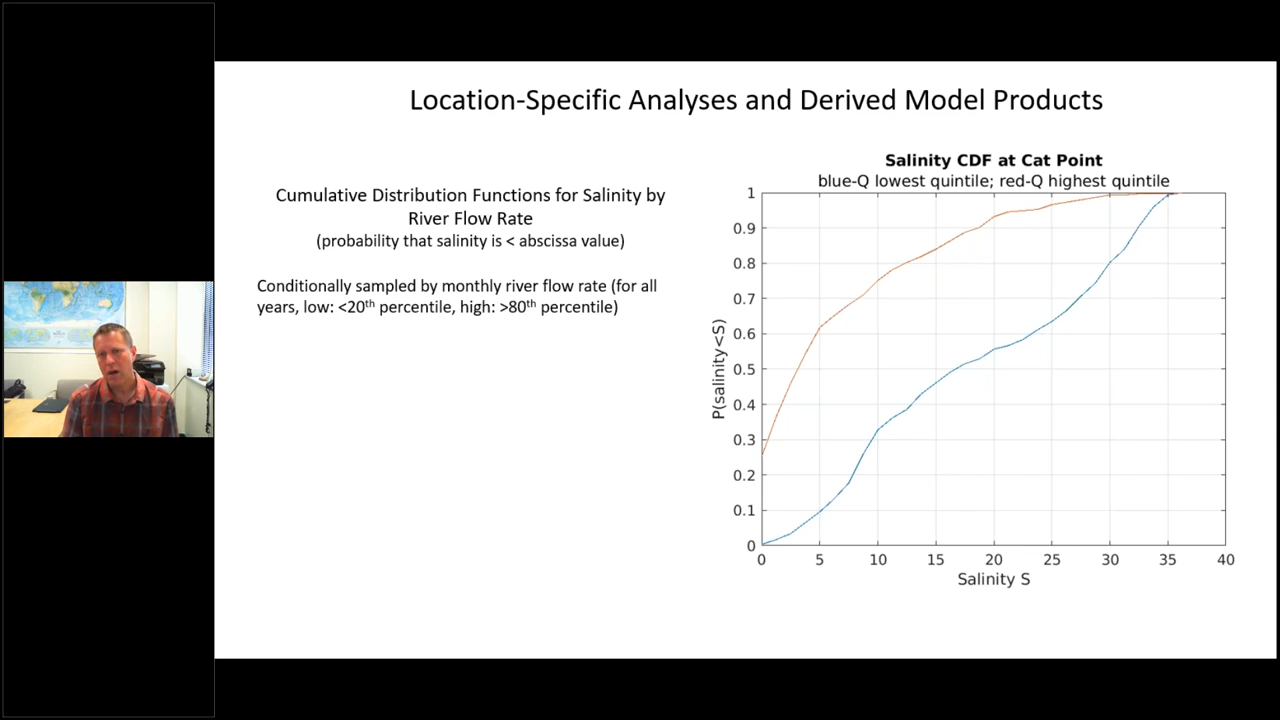 Location-Specific Analyses and Derived Model Products
Cumulative Distribution Functions for Salinity by
River Flow Rate
(probability that salinity is < abscissa value)
Conditionally sampled by monthly river flow rate (for all
years, low: <20th percentile, high: >80th percentile)
Salinity CDF at Cat Point
blue-Q lowest quintile; red-Q highest quintile
P(salinity<S)
1
0.9
0.8
0.7
0.6
0.5
0.4
0.3
0.2
0.1
0
0 5 10 15 20 25 30 35 40
Salinity S